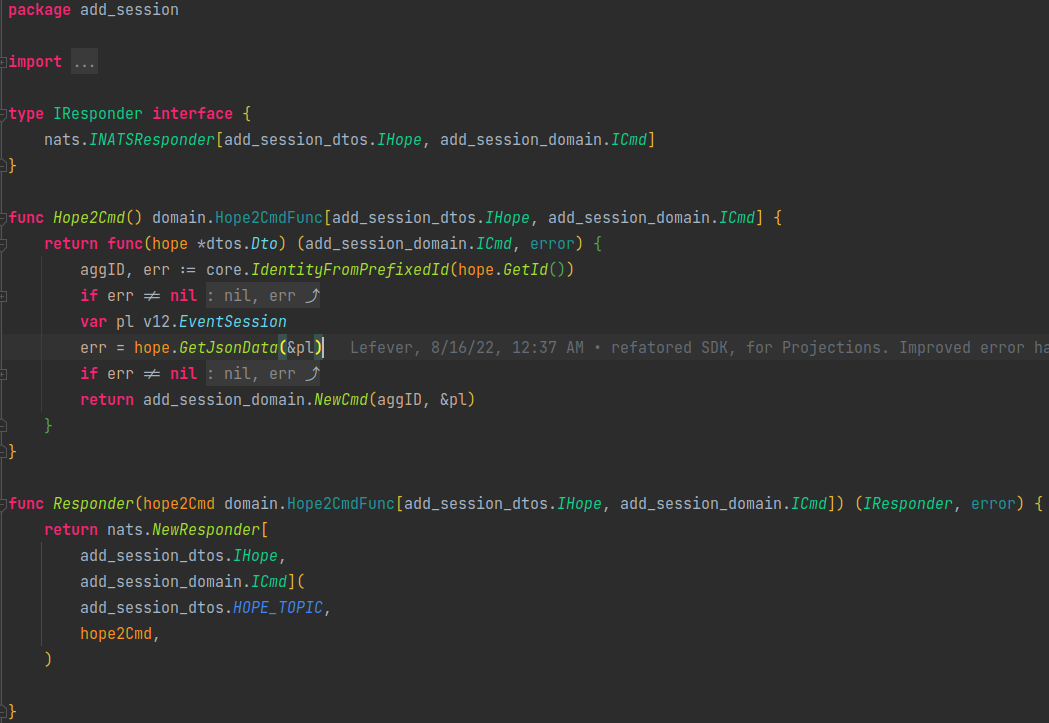 package add_session
import ...
type IResponder interface {
nats.INATSResponder[add_session_dtos.IHope, add_session_domain.ICmd]
}
func Hope2Cmd() domain.Hope2CmdFunc[add_session_dtos.IHope, add_session_domain.ICmd] {
return func(hope *dtos.Dto) (add_session_domain.ICmd, error) {
aggID, err := core.IdentityFromPrefixedId(hope.GetId())
if err ≠ nil : nil, err ⤴
var pl v12.EventSession
err = hope.GetJsonData(&pl) Lefever, 8/16/22, 12:37 AM • refatored SDK, for Projections. Improved error ha
if err ≠ nil : nil, err ⤴
return add_session_domain.NewCmd(aggID, &pl)
}
}
func Responder(hope2Cmd domain.Hope2CmdFunc[add_session_dtos.IHope, add_session_domain.ICmd]) (IResponder, error) {
return nats.NewResponder[
add_session_dtos.IHope,
add_session_domain.ICmd](
add_session_dtos.HOPE_TOPIC,
hope2Cmd,
)
}